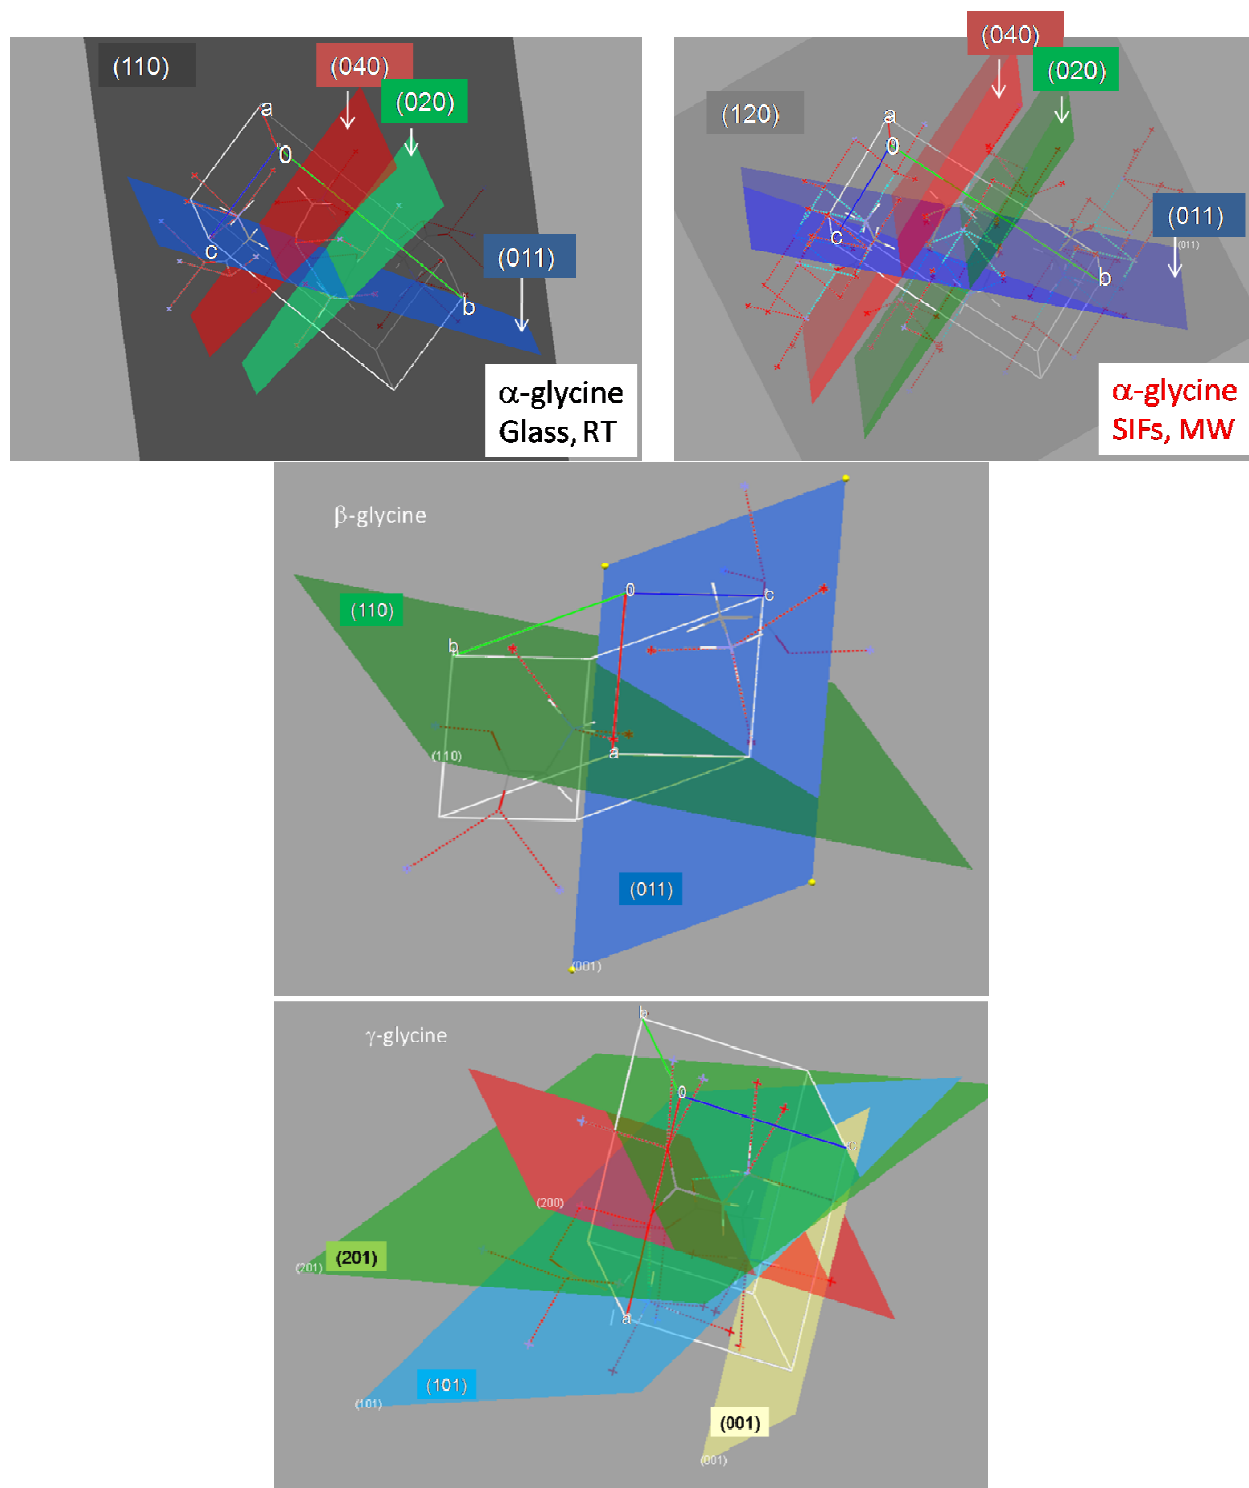 (110)
(040)
(020)
a
0
c
b
(011)
α-glycine
Glass, RT
(040)
(020)
(120)
a
0
c
b
(011)
(011)
α-glycine
SIFs, MW
β-glycine
(110)
0
c
b
a
(110)
(011)
(001)
γ-glycine
b
0
c
(200)
(201)
(201)
a
(101)
(101)
(001)
(001)